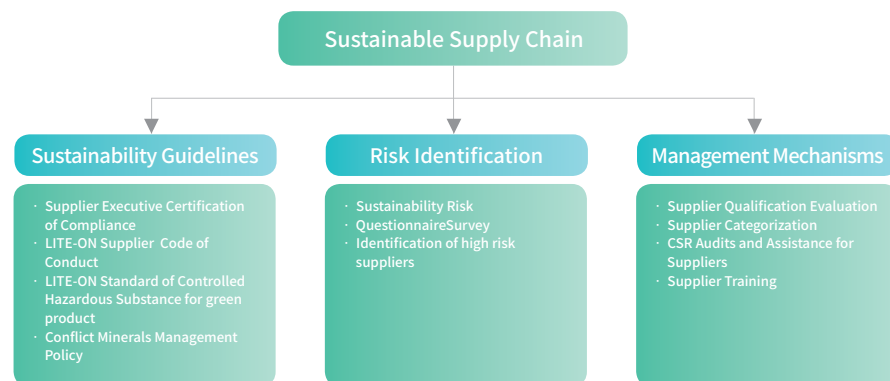 Sustainable Supply Chain
Sustainability Guidelines
· Supplier Executive Certification
of Compliance
· LITE-ON Supplier Code of
Conduct
· LITE-ON Standard of Controlled
Hazardous Substance for green
product
· Conflict Minerals Management
Policy
Risk Identification
· Sustainability Risk
· QuestionnaireSurvey
· Identification of high risk
suppliers
Management Mechanisms
· Supplier Qualification Evaluation
· Supplier Categorization
· CSR Audits and Assistance for
Suppliers
· Supplier Training